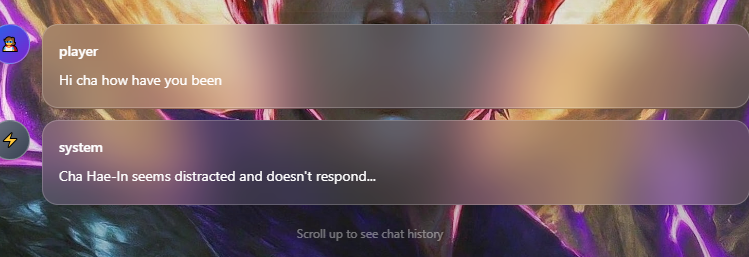 player
Hi cha how have you been
system
Cha Hae-In seems distracted and doesn't respond...
Scroll up to see chat history